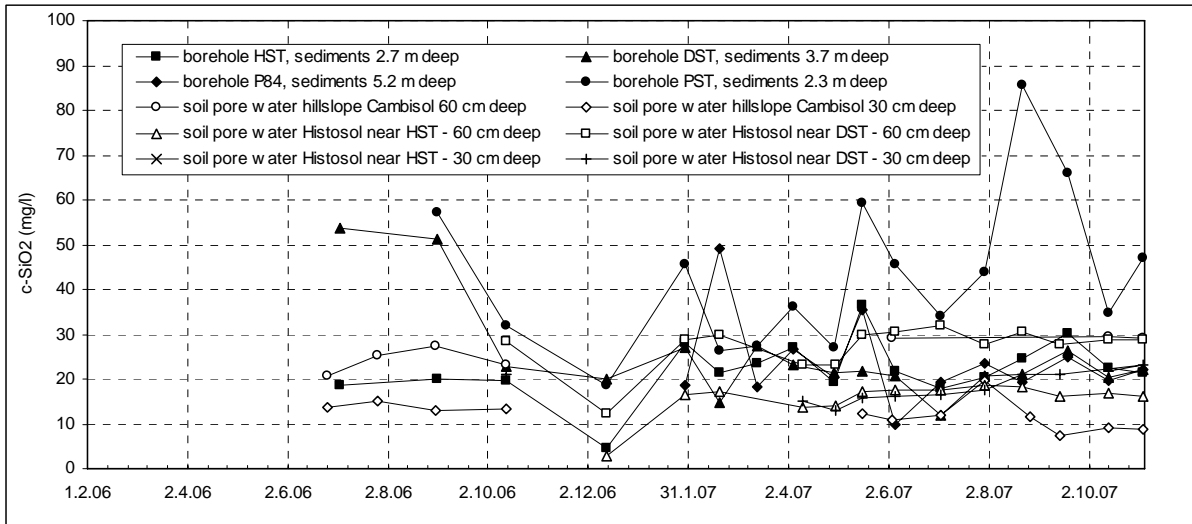 100
90
80
70
60
50
40
30
20
10
0
c-SiO2 (mg/l)
borehole HST, sediments 2.7 m deep
borehole DST, sediments 3.7 m deep
borehole P84, sediments 5.2 m deep
borehole PST, sediments 2.3 m deep
soil pore water hillslope Cambisol 60 cm deep
soil pore water hillslope Cambisol 30 cm deep
soil pore water Histosol near HST - 60 cm deep
soil pore water Histosol near DST - 60 cm deep
soil pore water Histosol near HST - 30 cm deep
soil pore water Histosol near DST - 30 cm deep
1.2.06 2.4.06 2.6.06 2.8.06 2.10.06 2.12.06 31.1.07 2.4.07 2.6.07 2.8.07 2.10.07